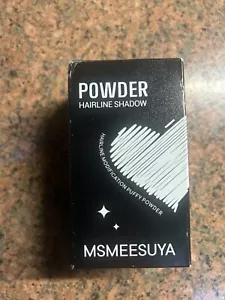 POWDER
HAIRLINE SHADOW
HAIRLINE MODIFICATION PUFFY POWDER
MSMEESUYA